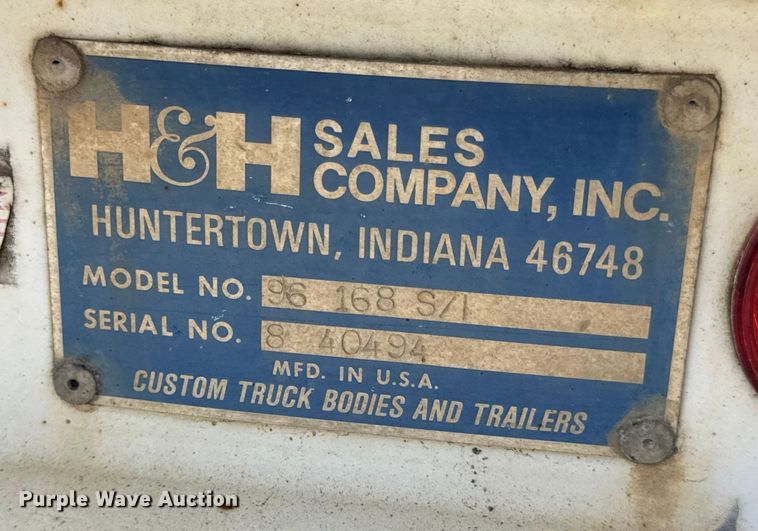 H&H SALES
COMPANY, INC.
HUNTERTOWN, INDIANA 46748
MODEL NO. 96 168 S/I
SERIAL NO. 8 40494
MFD. IN U.S.A.
CUSTOM TRUCK BODIES AND TRAILERS
Purple Wave Auction